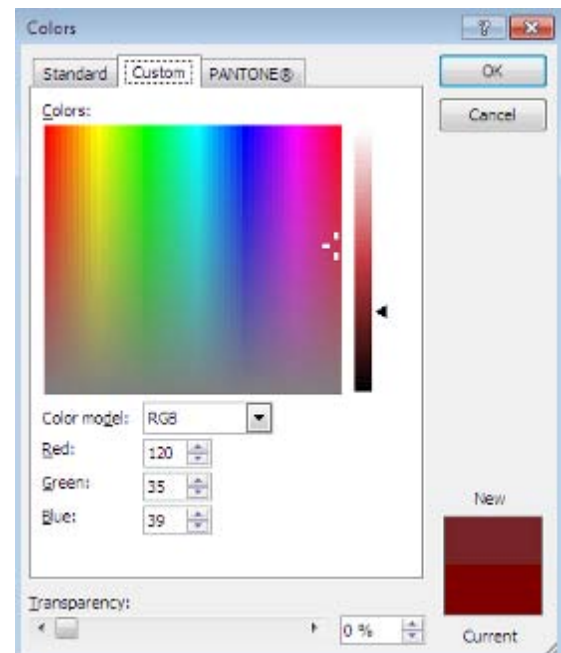 Colors
Standard Custom PANTONE®
OK
Colors:
Cancel
Color model: RGB
Red: 120
Green: 35
Blue: 39
New
Transparency:
0 %
Current